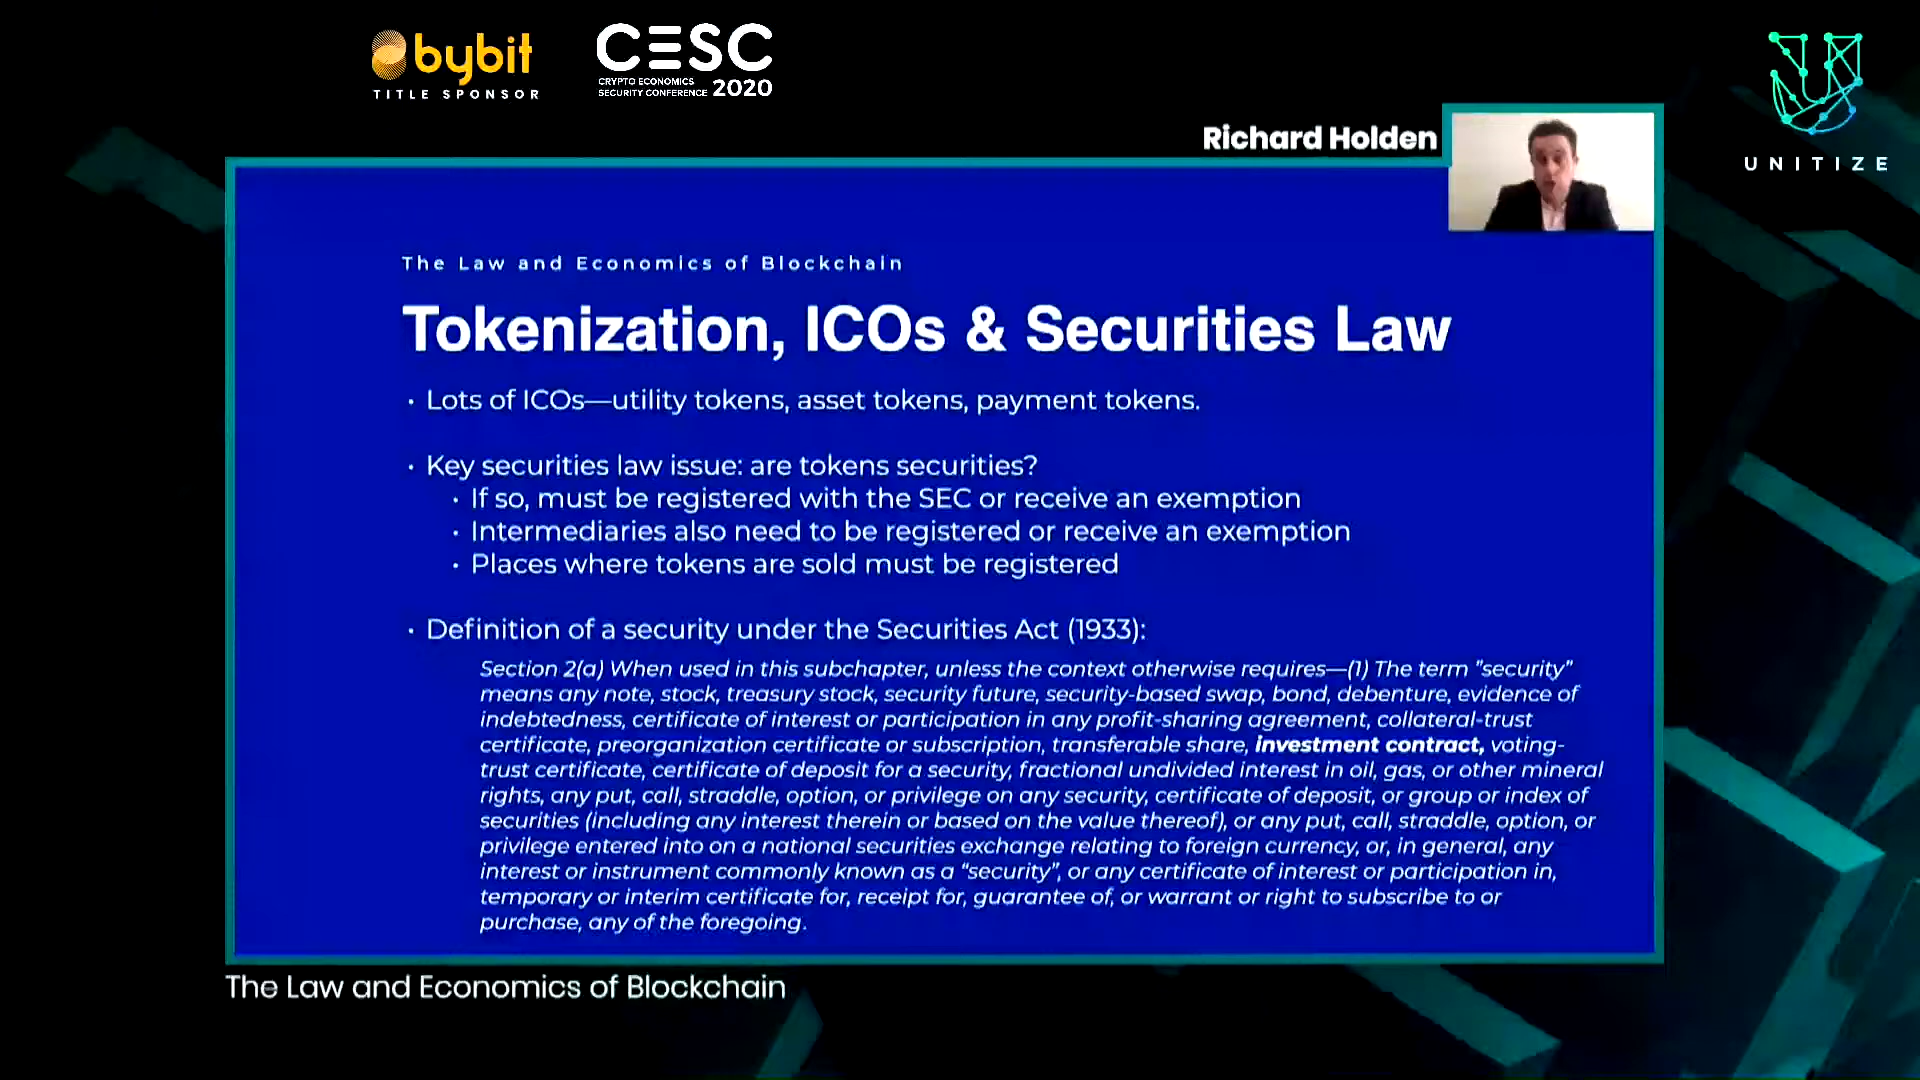 bybit
TITLE SPONSOR
CESC
CRYPTO ECONOMICS
SECURITY CONFERENCE 2020
UNITIZE
Richard Holden
The Law and Economics of Blockchain
Tokenization, ICOs & Securities Law
• Lots of ICOs—utility tokens, asset tokens, payment tokens.
• Key securities law issue: are tokens securities?
• If so, must be registered with the SEC or receive an exemption
• Intermediaries also need to be registered or receive an exemption
• Places where tokens are sold must be registered
• Definition of a security under the Securities Act (1933):
Section 2(a) When used in this subchapter, unless the context otherwise requires—(1) The term "security"
means any note, stock, treasury stock, security future, security-based swap, bond, debenture, evidence of
indebtedness, certificate of interest or participation in any profit-sharing agreement, collateral-trust
certificate, preorganization certificate or subscription, transferable share, investment contract, voting-
trust certificate, certificate of deposit for a security, fractional undivided interest in oil, gas, or other mineral
rights, any put, call, straddle, option, or privilege on any security, certificate of deposit, or group or index of
securities (including any interest therein or based on the value thereof), or any put, call, straddle, option, or
privilege entered into on a national securities exchange relating to foreign currency, or, in general, any
interest or instrument commonly known as a "security", or any certificate of interest or participation in,
temporary or interim certificate for, receipt for, guarantee of, or warrant or right to subscribe to or
purchase, any of the foregoing.
The Law and Economics of Blockchain